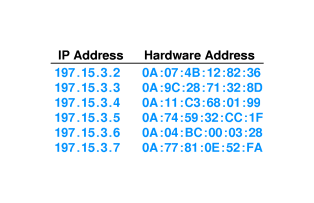 IP Address Hardware Address
197.15.3.2 0A:07:4B:12:82:36
197.15.3.3 0A:9C:28:71:32:8D
197.15.3.4 0A:11:C3:68:01:99
197.15.3.5 0A:74:59:32:CC:1F
197.15.3.6 0A:04:BC:00:03:28
197.15.3.7 0A:77:81:0E:52:FA